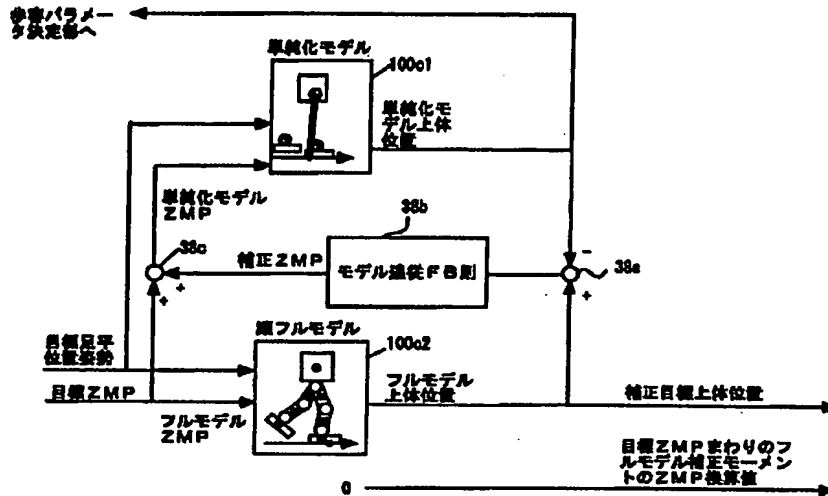 歩容パラメー
タ決定部へ
単純化モデル
100c1
単純化モ
デル上体
位置
単純化モデル
ZMP
38b
38c
補正ZMP
モデル追従FB則
-
38a
+
+
+
目標足平
位置姿勢
フルモデル
100c2
目標ZMP
フルモデル
ZMP
フルモデル
上体位置
補正目標上体位置
目標ZMPまわりのフ
ルモデル補正モーメン
トのZMP換算値
0